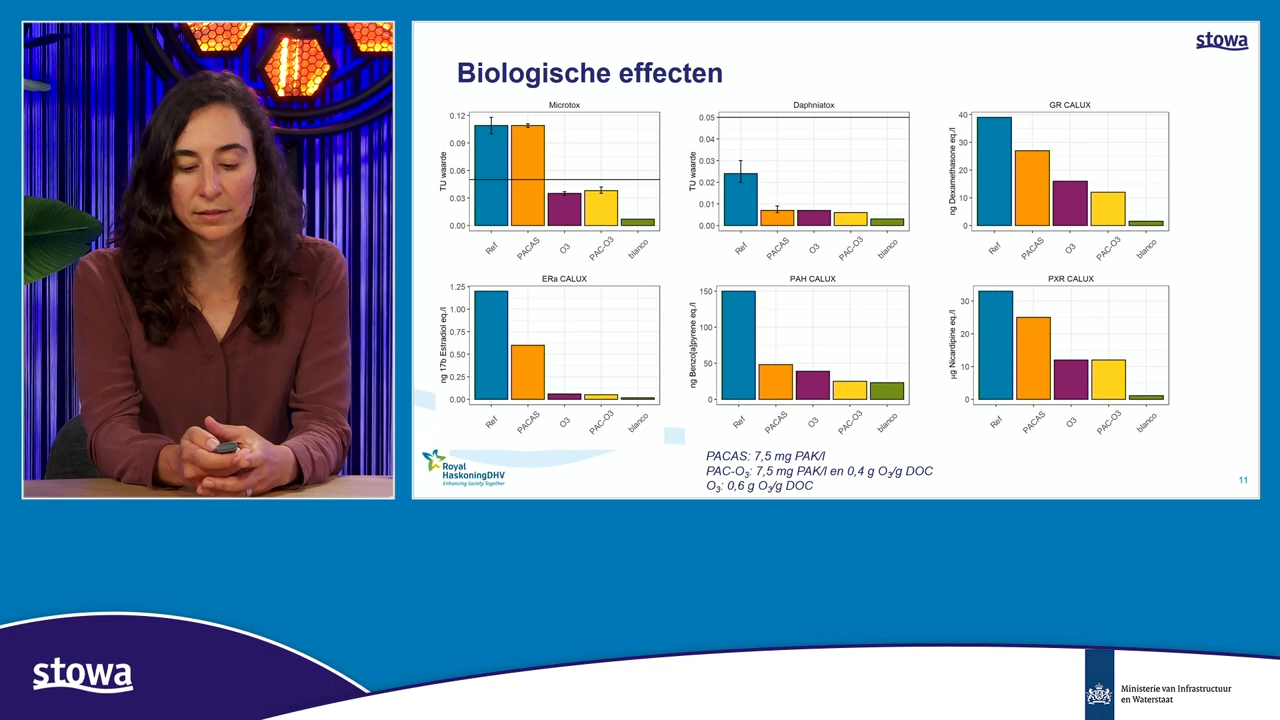 stowa
Biologische effecten
Microtox
TU waarde
0.12
0.09
0.06
0.03
0.00
Ref
PACAS
O3
PAC-O3
blanco
Daphniatox
TU waarde
0.05
0.04
0.03
0.02
0.01
0.00
Ref
PACAS
O3
PAC-O3
blanco
GR CALUX
ng Dexamethasone eq./l
40
30
20
10
0
Ref
PACAS
O3
PAC-O3
blanco
ERa CALUX
ng 17b Estradiol eq./l
1.25
1.00
0.75
0.50
0.25
0.00
Ref
PACAS
O3
PAC-O3
blanco
PAH CALUX
ng Benzo[a]pyrene eq./l
150
100
50
0
Ref
PACAS
O3
PAC-O3
blanco
PXR CALUX
µg Nicardipine eq./l
30
20
10
0
Ref
PACAS
O3
PAC-O3
blanco
PACAS: 7,5 mg PAK/l
PAC-O₃: 7,5 mg PAK/l en 0,4 g O₃/g DOC
O₃: 0,6 g O₃/g DOC
Royal
HaskoningDHV
Enhancing Society Together
11
stowa
Ministerie van Infrastructuur
en Waterstaat